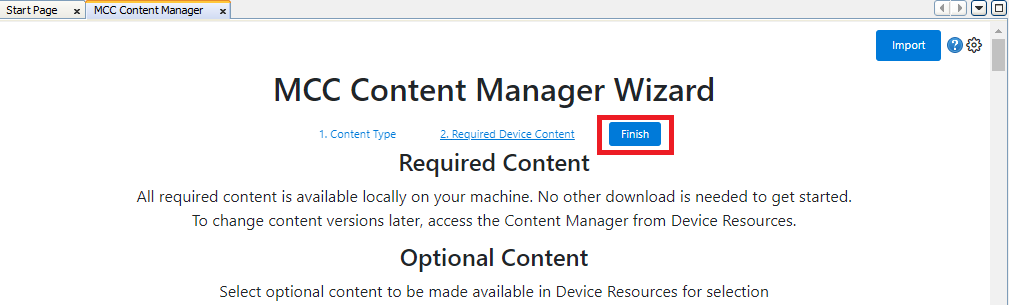 Start Page × MCC Content Manager ×
Import ?
MCC Content Manager Wizard
1. Content Type 2. Required Device Content Finish
Required Content
All required content is available locally on your machine. No other download is needed to get started.
To change content versions later, access the Content Manager from Device Resources.
Optional Content
Select optional content to be made available in Device Resources for selection